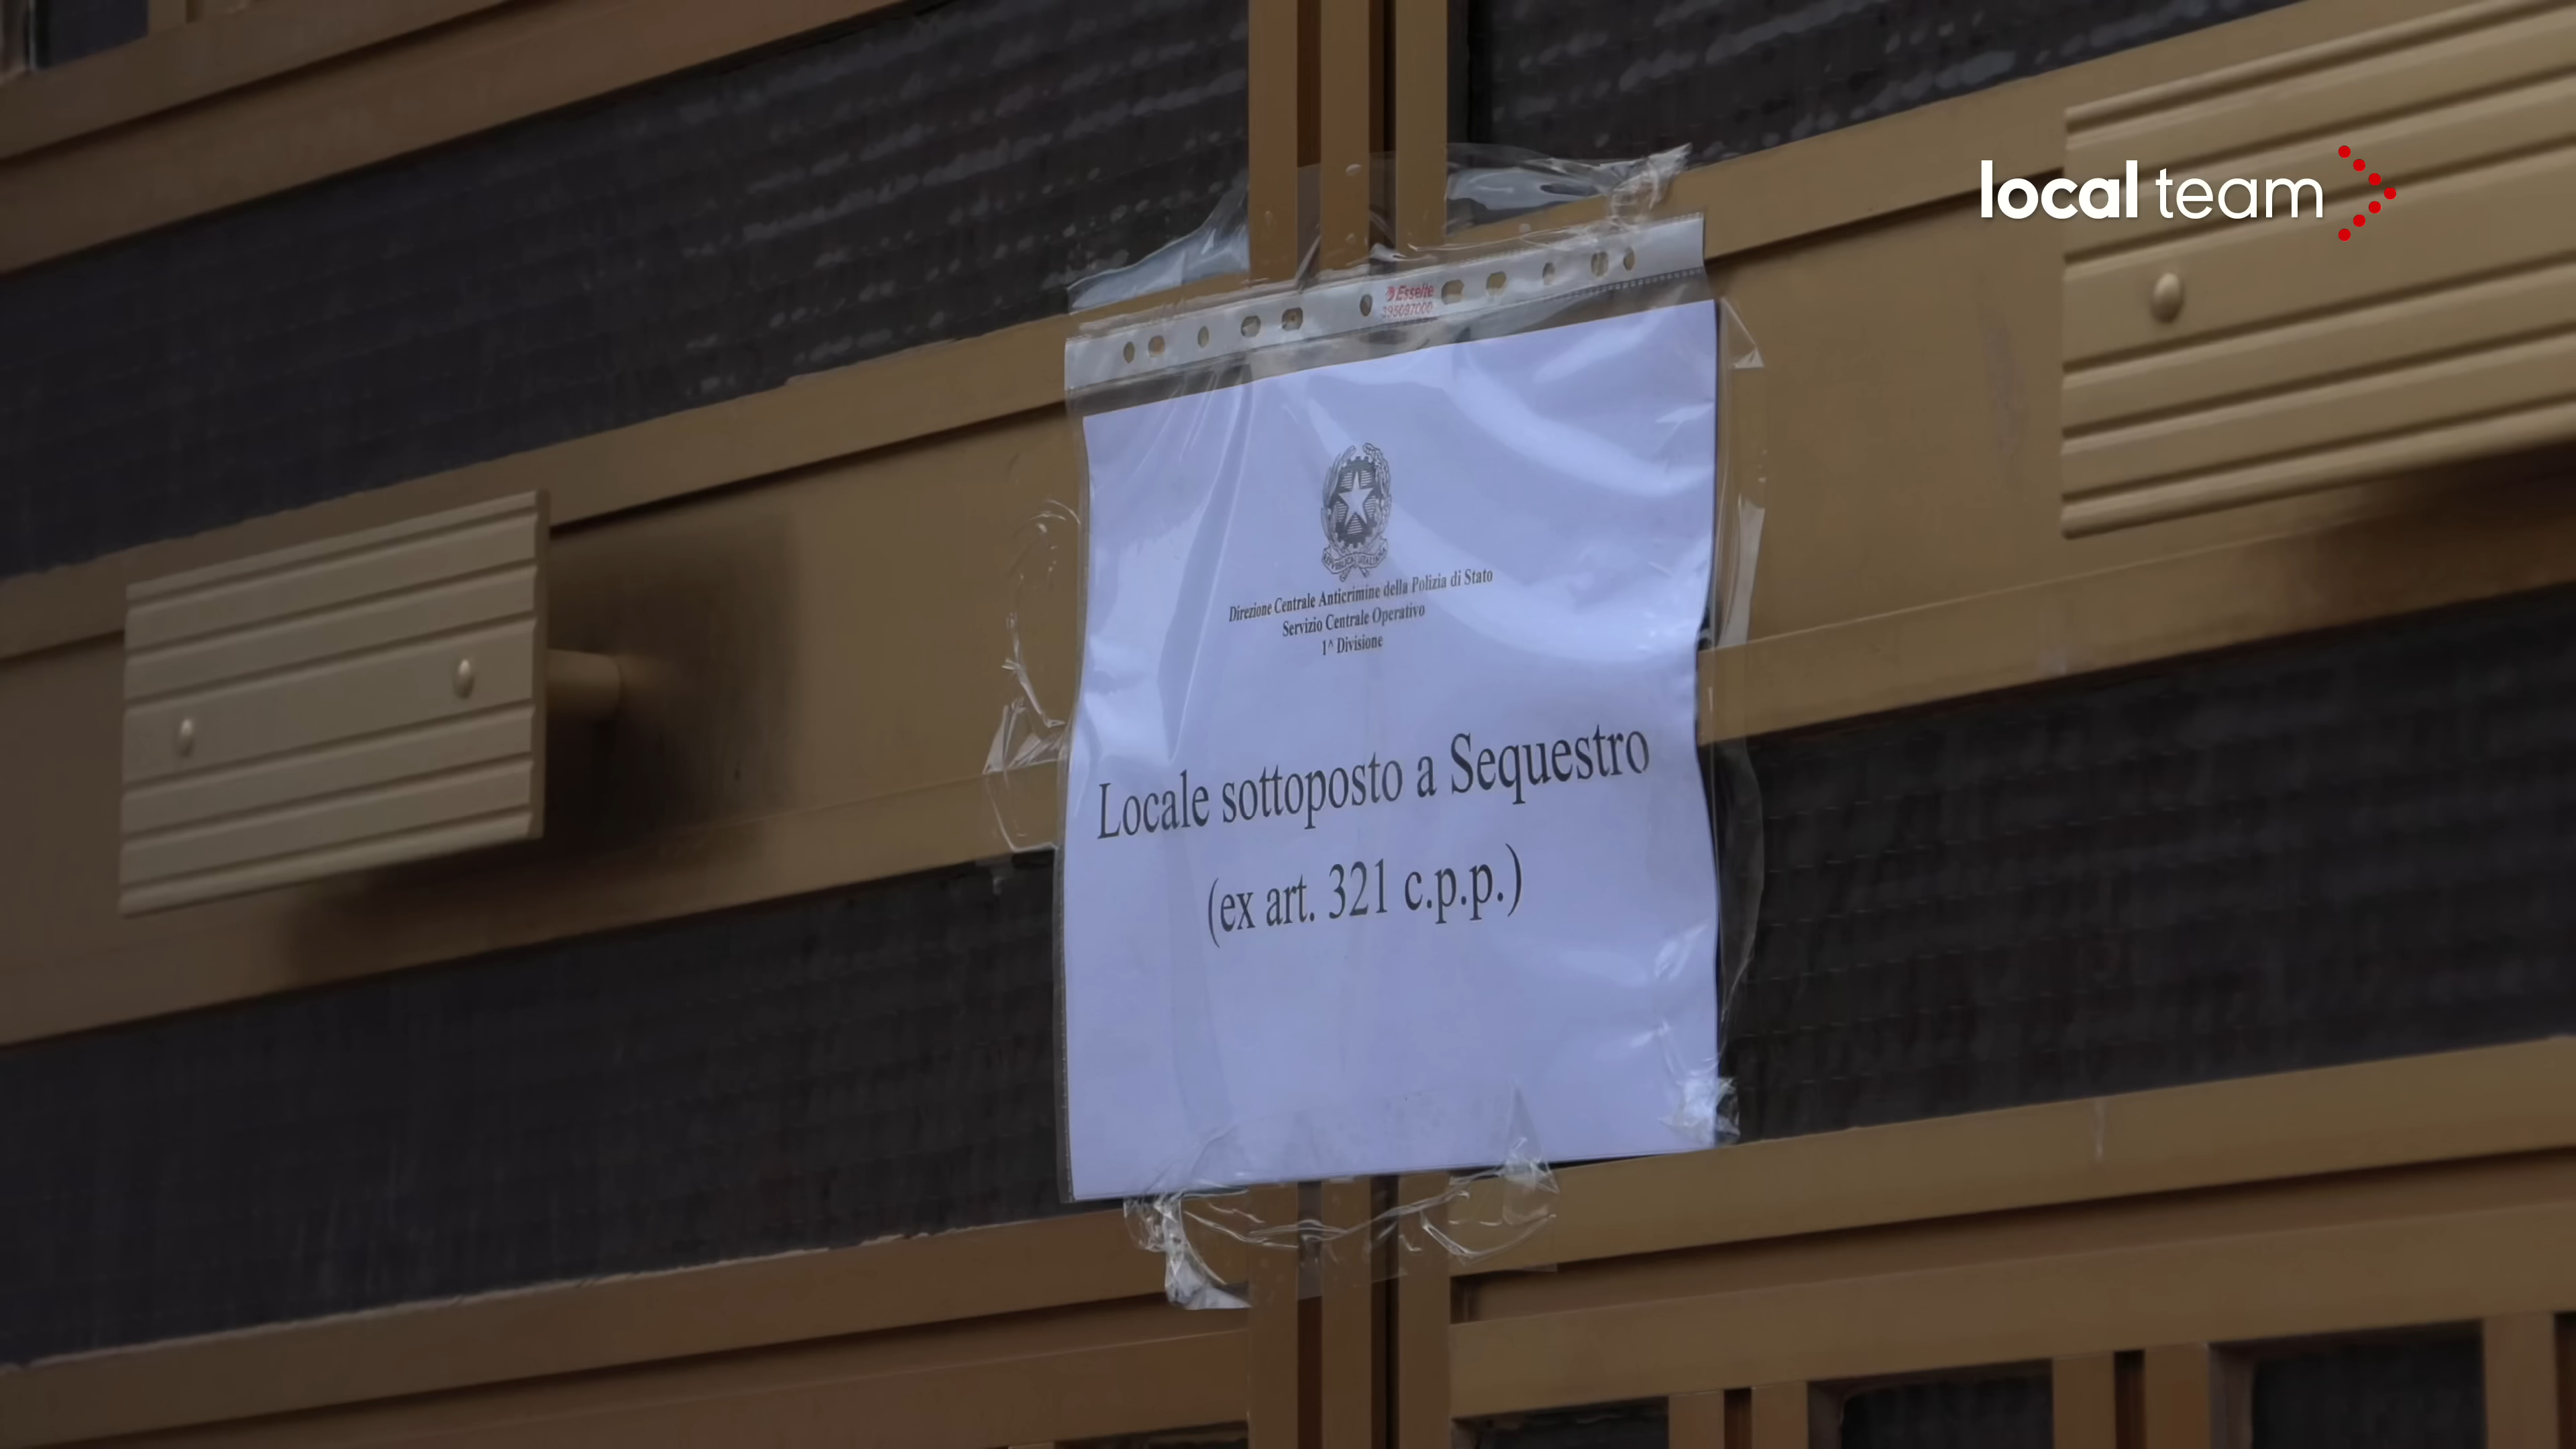 local team
Esselte
395097000
Direzione Centrale Anticrimine della Polizia di Stato
Servizio Centrale Operativo
1^ Divisione
Locale sottoposto a Sequestro
(ex art. 321 c.p.p.)